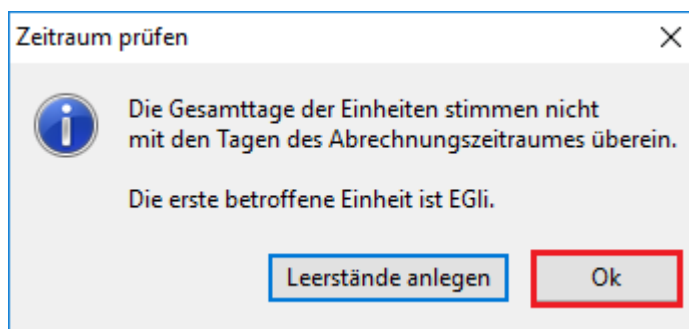 Zeitraum prüfen
Die Gesamttage der Einheiten stimmen nicht
mit den Tagen des Abrechnungszeitraumes überein.
Die erste betroffene Einheit ist EGli.
Leerstände anlegen
Ok